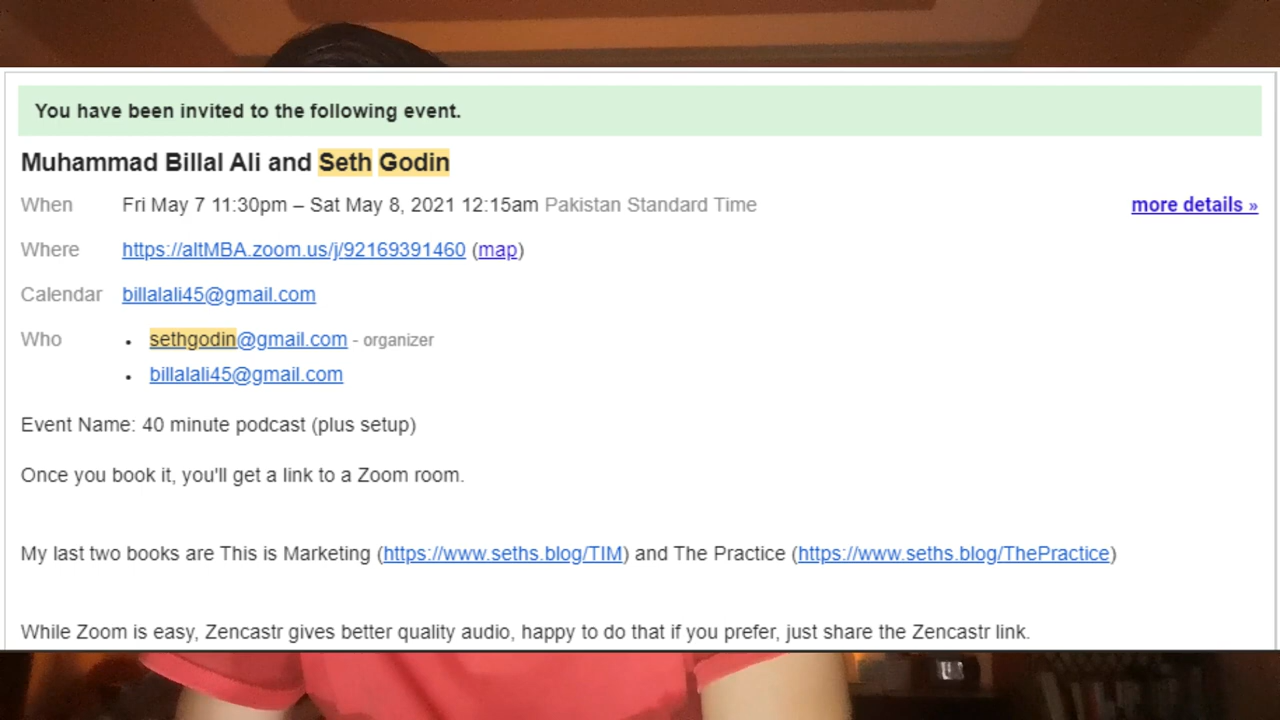 You have been invited to the following event.
Muhammad Billal Ali and Seth Godin
When Fri May 7 11:30pm – Sat May 8, 2021 12:15am Pakistan Standard Time more details »
Where https://altMBA.zoom.us/j/92169391460 (map)
Calendar billalali45@gmail.com
Who • sethgodin@gmail.com - organizer
• billalali45@gmail.com
Event Name: 40 minute podcast (plus setup)
Once you book it, you'll get a link to a Zoom room.
My last two books are This is Marketing (https://www.seths.blog/TIM) and The Practice (https://www.seths.blog/ThePractice)
While Zoom is easy, Zencastr gives better quality audio, happy to do that if you prefer, just share the Zencastr link.